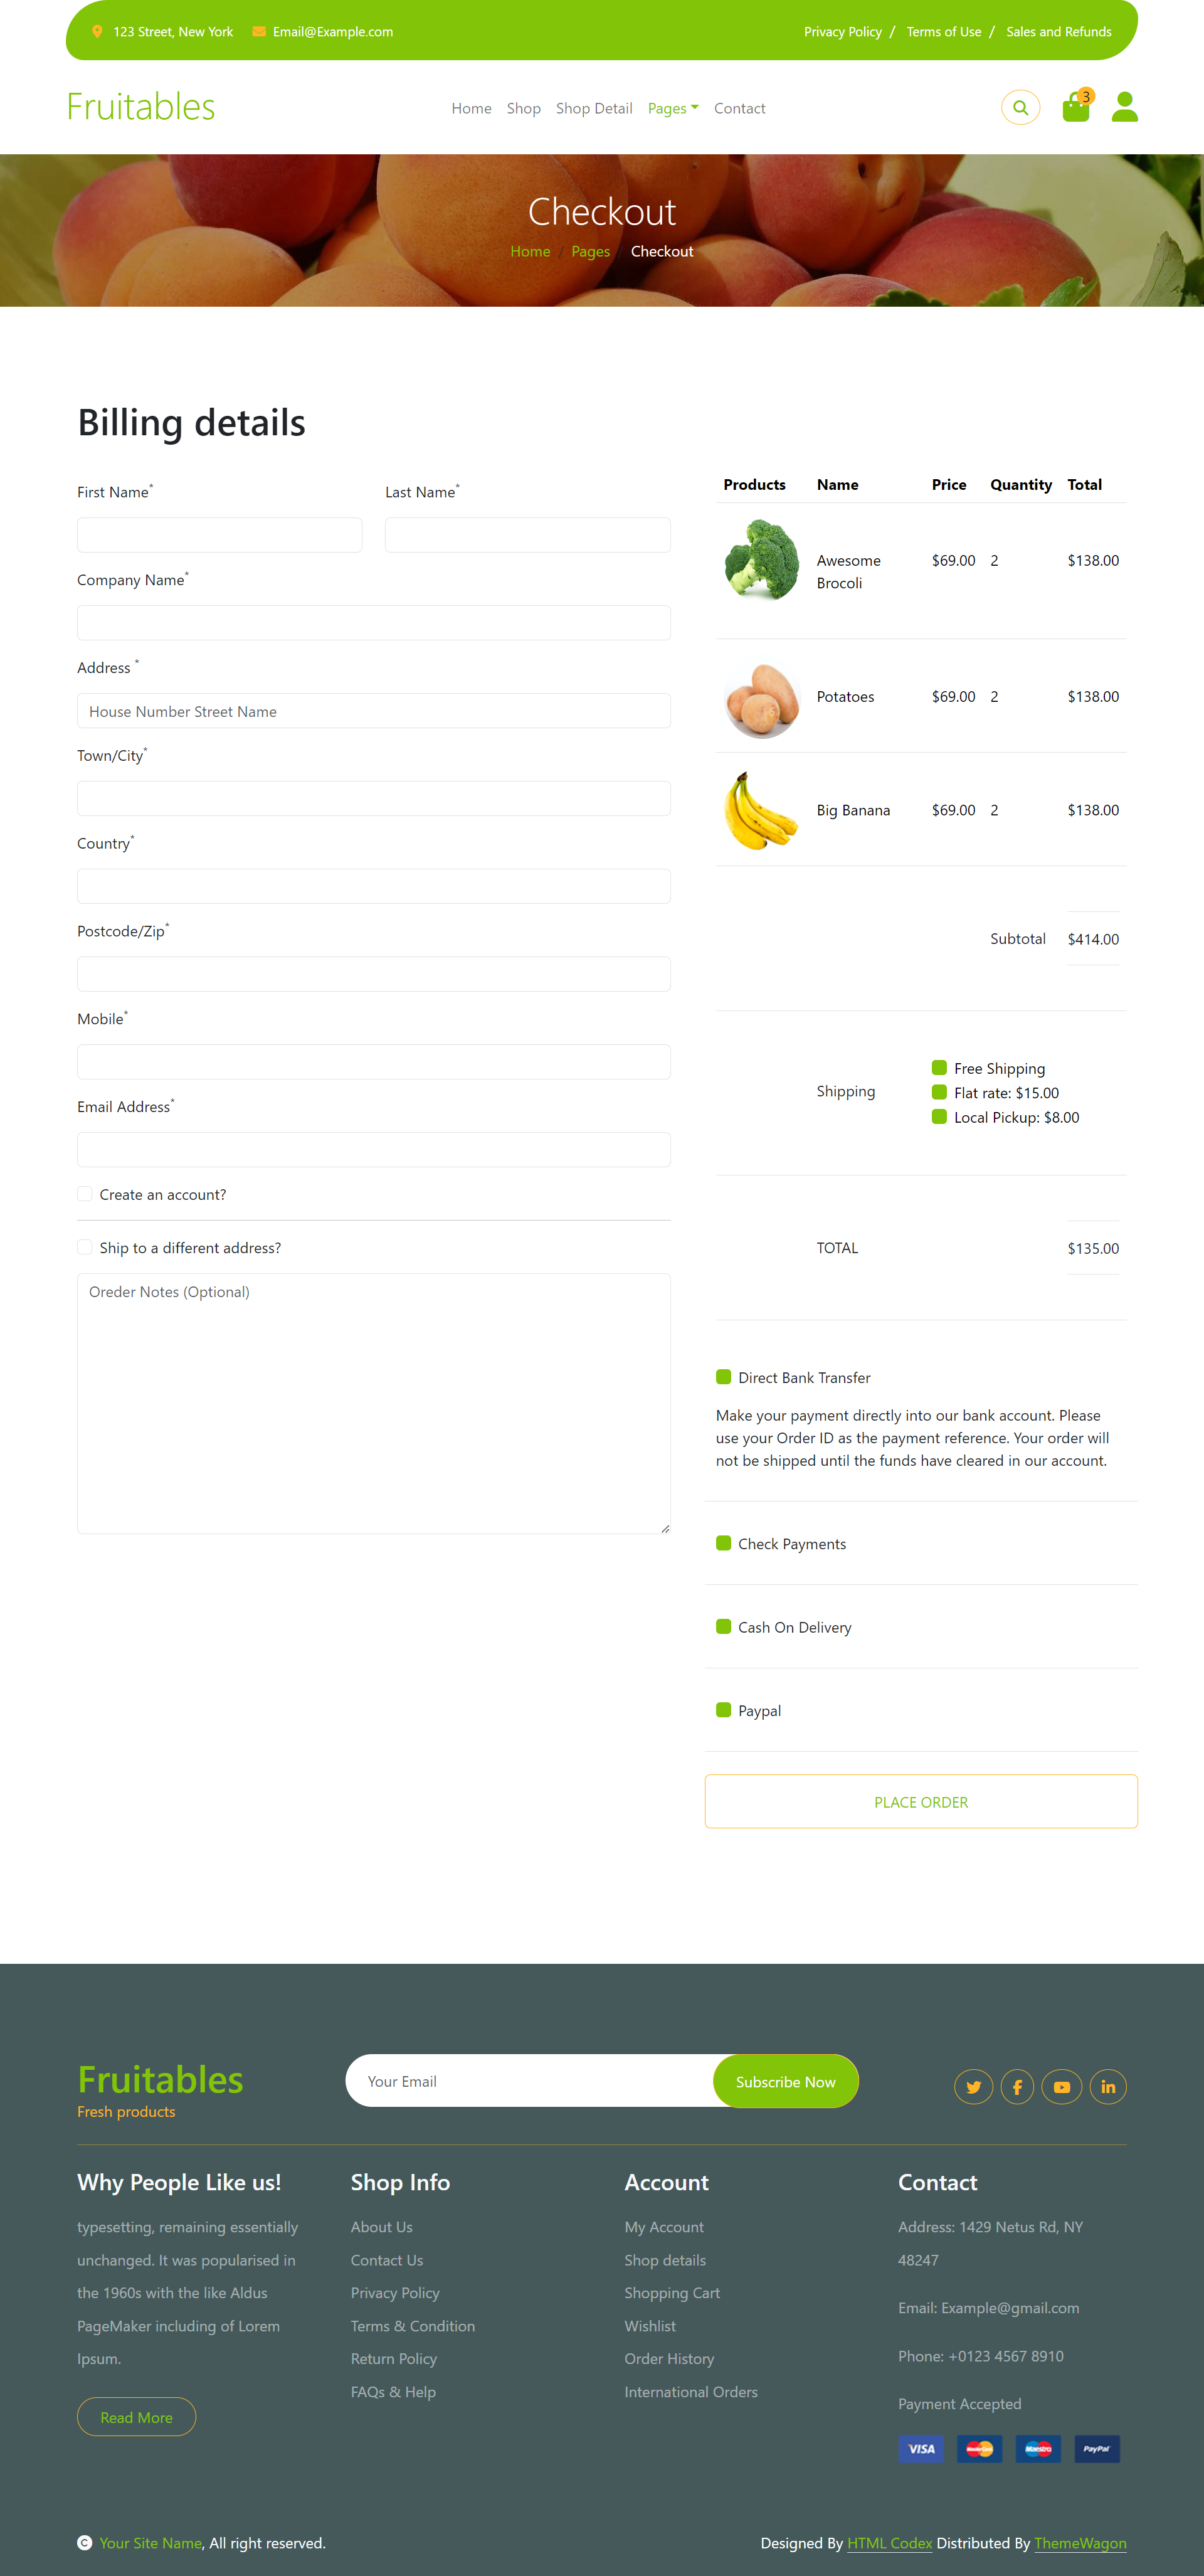 123 Street, New York Email@Example.com Privacy Policy / Terms of Use / Sales and Refunds
Fruitables Home Shop Shop Detail Pages Contact 3
Checkout
Home Pages Checkout
Billing details
First Name* Last Name*
Company Name*
Address *
House Number Street Name
Town/City*
Country*
Postcode/Zip*
Mobile*
Email Address*
Create an account?
Ship to a different address?
Oreder Notes (Optional)
Products Name Price Quantity Total
Awesome
Brocoli $69.00 2 $138.00
Potatoes $69.00 2 $138.00
Big Banana $69.00 2 $138.00
Subtotal $414.00
Shipping
Free Shipping
Flat rate: $15.00
Local Pickup: $8.00
TOTAL $135.00
Direct Bank Transfer
Make your payment directly into our bank account. Please
use your Order ID as the payment reference. Your order will
not be shipped until the funds have cleared in our account.
Check Payments
Cash On Delivery
Paypal
PLACE ORDER
Fruitables
Fresh products
Your Email Subscribe Now
Why People Like us!
typesetting, remaining essentially
unchanged. It was popularised in
the 1960s with the like Aldus
PageMaker including of Lorem
Ipsum.
Read More
Shop Info
About Us
Contact Us
Privacy Policy
Terms & Condition
Return Policy
FAQs & Help
Account
My Account
Shop details
Shopping Cart
Wishlist
Order History
International Orders
Contact
Address: 1429 Netus Rd, NY
48247
Email: Example@gmail.com
Phone: +0123 4567 8910
Payment Accepted
VISA MasterCard Maestro PayPal
© Your Site Name, All right reserved. Designed By HTML Codex Distributed By ThemeWagon